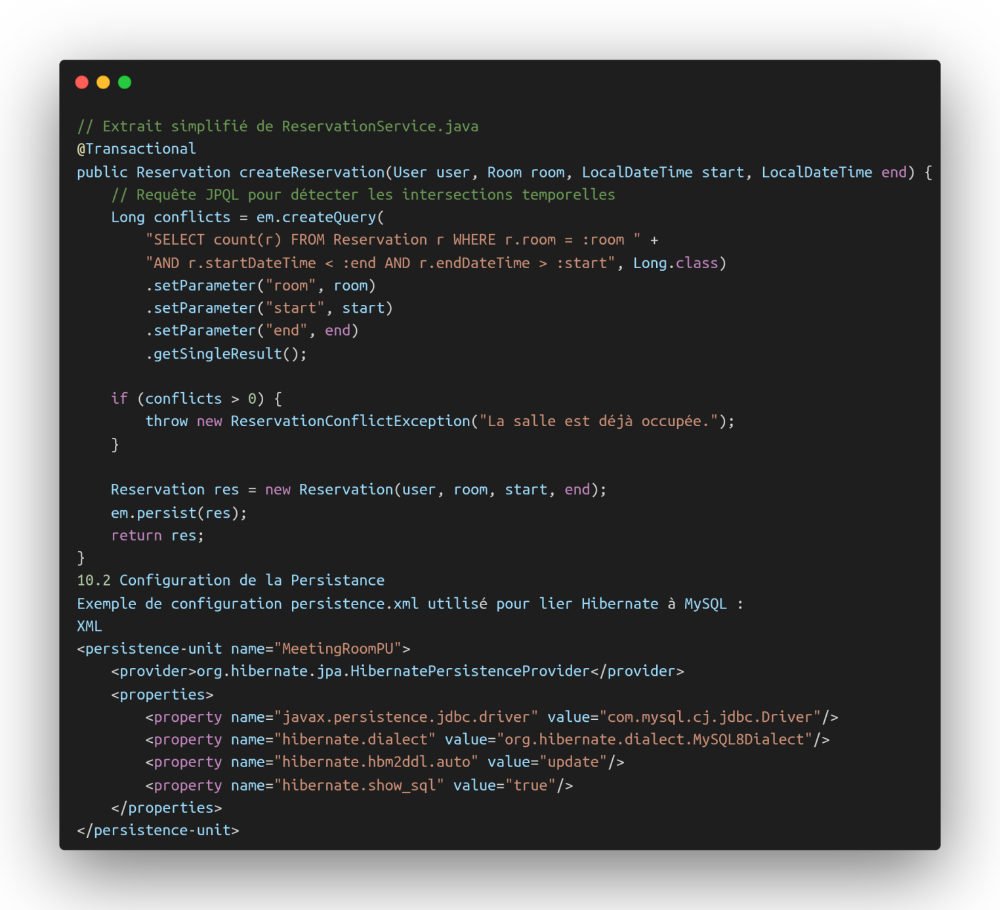 // Extrait simplifié de ReservationService.java
@Transactional
public Reservation createReservation(User user, Room room, LocalDateTime start, LocalDateTime end) {
    // Requête JPQL pour détecter les intersections temporelles
    Long conflicts = em.createQuery(
        "SELECT count(r) FROM Reservation r WHERE r.room = :room " +
        "AND r.startDateTime < :end AND r.endDateTime > :start", Long.class)
        .setParameter("room", room)
        .setParameter("start", start)
        .setParameter("end", end)
        .getSingleResult();

    if (conflicts > 0) {
        throw new ReservationConflictException("La salle est déjà occupée.");
    }

    Reservation res = new Reservation(user, room, start, end);
    em.persist(res);
    return res;
}
10.2 Configuration de la Persistance
Exemple de configuration persistence.xml utilisé pour lier Hibernate à MySQL :
XML
<persistence-unit name="MeetingRoomPU">
    <provider>org.hibernate.jpa.HibernatePersistenceProvider</provider>
    <properties>
        <property name="javax.persistence.jdbc.driver" value="com.mysql.cj.jdbc.Driver"/>
        <property name="hibernate.dialect" value="org.hibernate.dialect.MySQL8Dialect"/>
        <property name="hibernate.hbm2ddl.auto" value="update"/>
        <property name="hibernate.show_sql" value="true"/>
    </properties>
</persistence-unit>